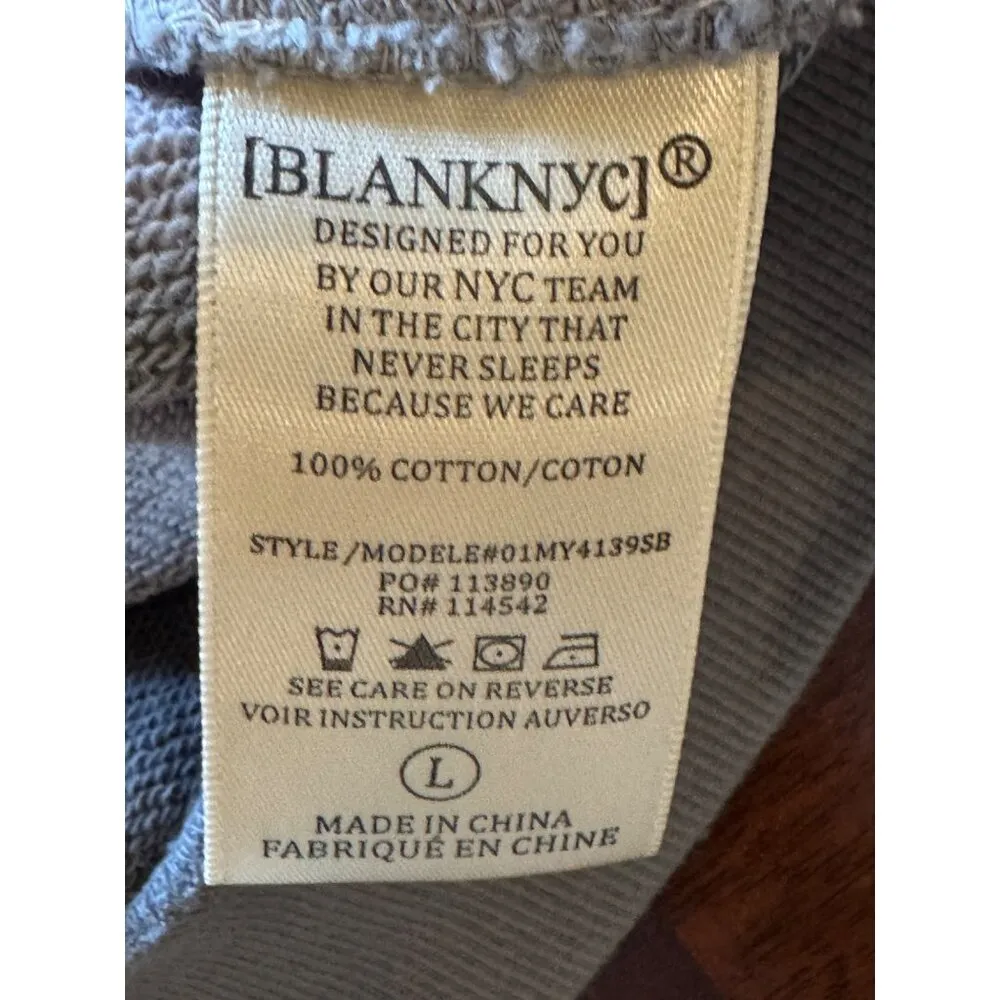 [BLANKNYC]®
DESIGNED FOR YOU
BY OUR NYC TEAM
IN THE CITY THAT
NEVER SLEEPS
BECAUSE WE CARE
100% COTTON/COTON
STYLE/MODELE#01MY4139SB
PO# 113890
RN# 114542
SEE CARE ON REVERSE
VOIR INSTRUCTION AUVERSO
L
MADE IN CHINA
FABRIQUÉ EN CHINE